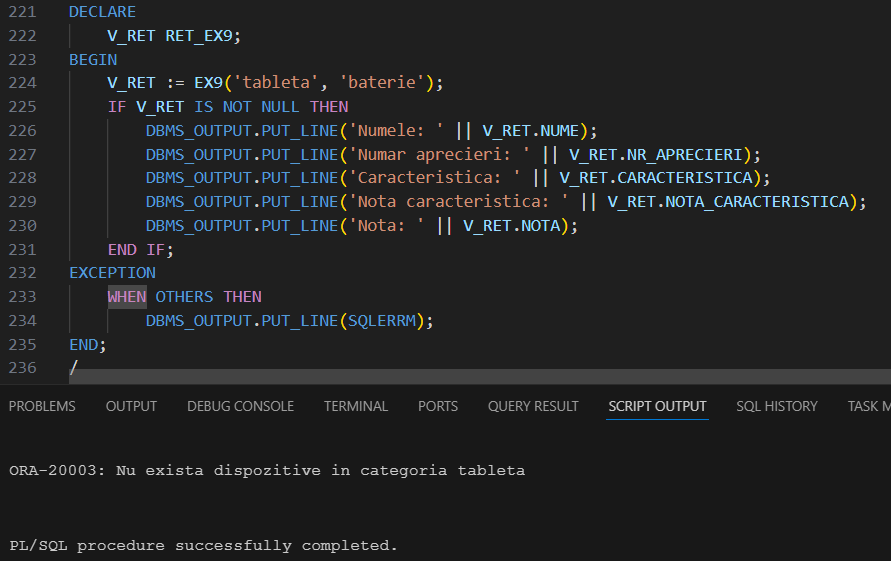 221 DECLARE
222     V_RET RET_EX9;
223 BEGIN
224     V_RET := EX9('tableta', 'baterie');
225     IF V_RET IS NOT NULL THEN
226         DBMS_OUTPUT.PUT_LINE('Numele: ' || V_RET.NUME);
227         DBMS_OUTPUT.PUT_LINE('Numar aprecieri: ' || V_RET.NR_APRECIERI);
228         DBMS_OUTPUT.PUT_LINE('Caracteristica: ' || V_RET.CARACTERISTICA);
229         DBMS_OUTPUT.PUT_LINE('Nota caracteristica: ' || V_RET.NOTA_CARACTERISTICA);
230         DBMS_OUTPUT.PUT_LINE('Nota: ' || V_RET.NOTA);
231     END IF;
232 EXCEPTION
233     WHEN OTHERS THEN
234         DBMS_OUTPUT.PUT_LINE(SQLERRM);
235 END;
236 /
PROBLEMS OUTPUT DEBUG CONSOLE TERMINAL PORTS QUERY RESULT SCRIPT OUTPUT SQL HISTORY TASK
ORA-20003: Nu exista dispozitive in categoria tableta
PL/SQL procedure successfully completed.